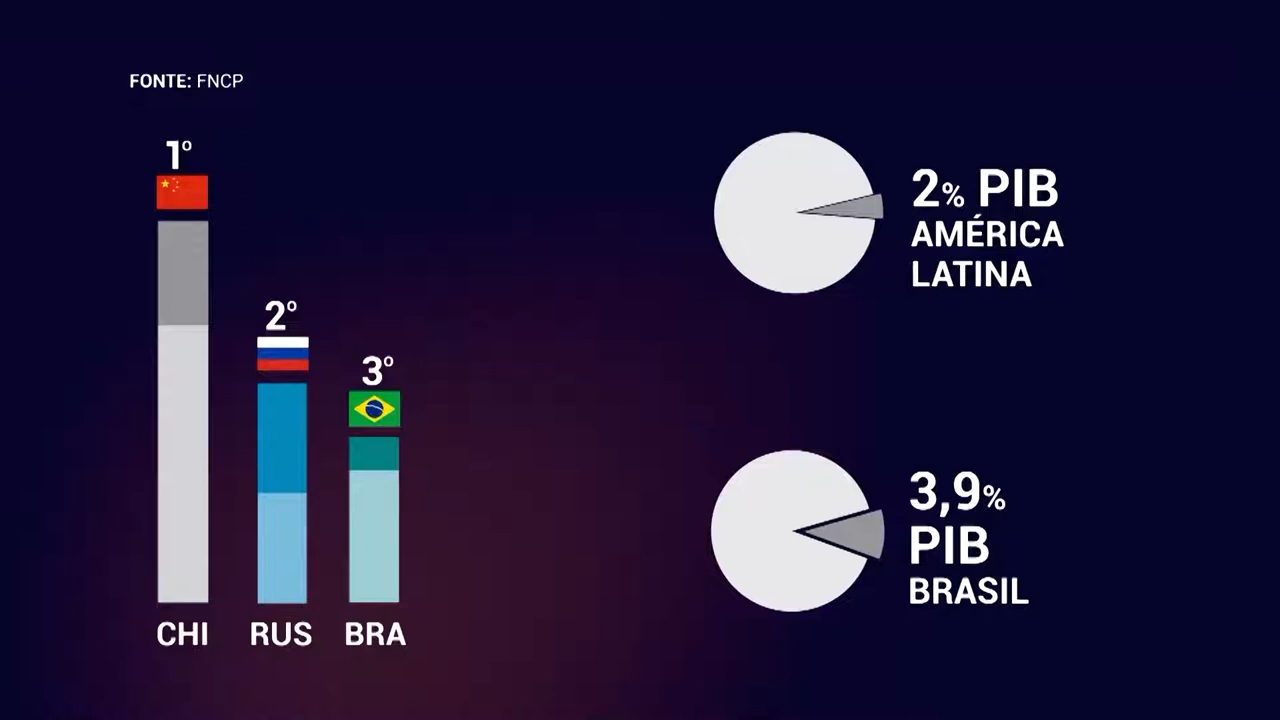 FONTE: FNCP
1º
2º
3º
CHI
RUS
BRA
2% PIB
AMÉRICA
LATINA
3,9%
PIB
BRASIL